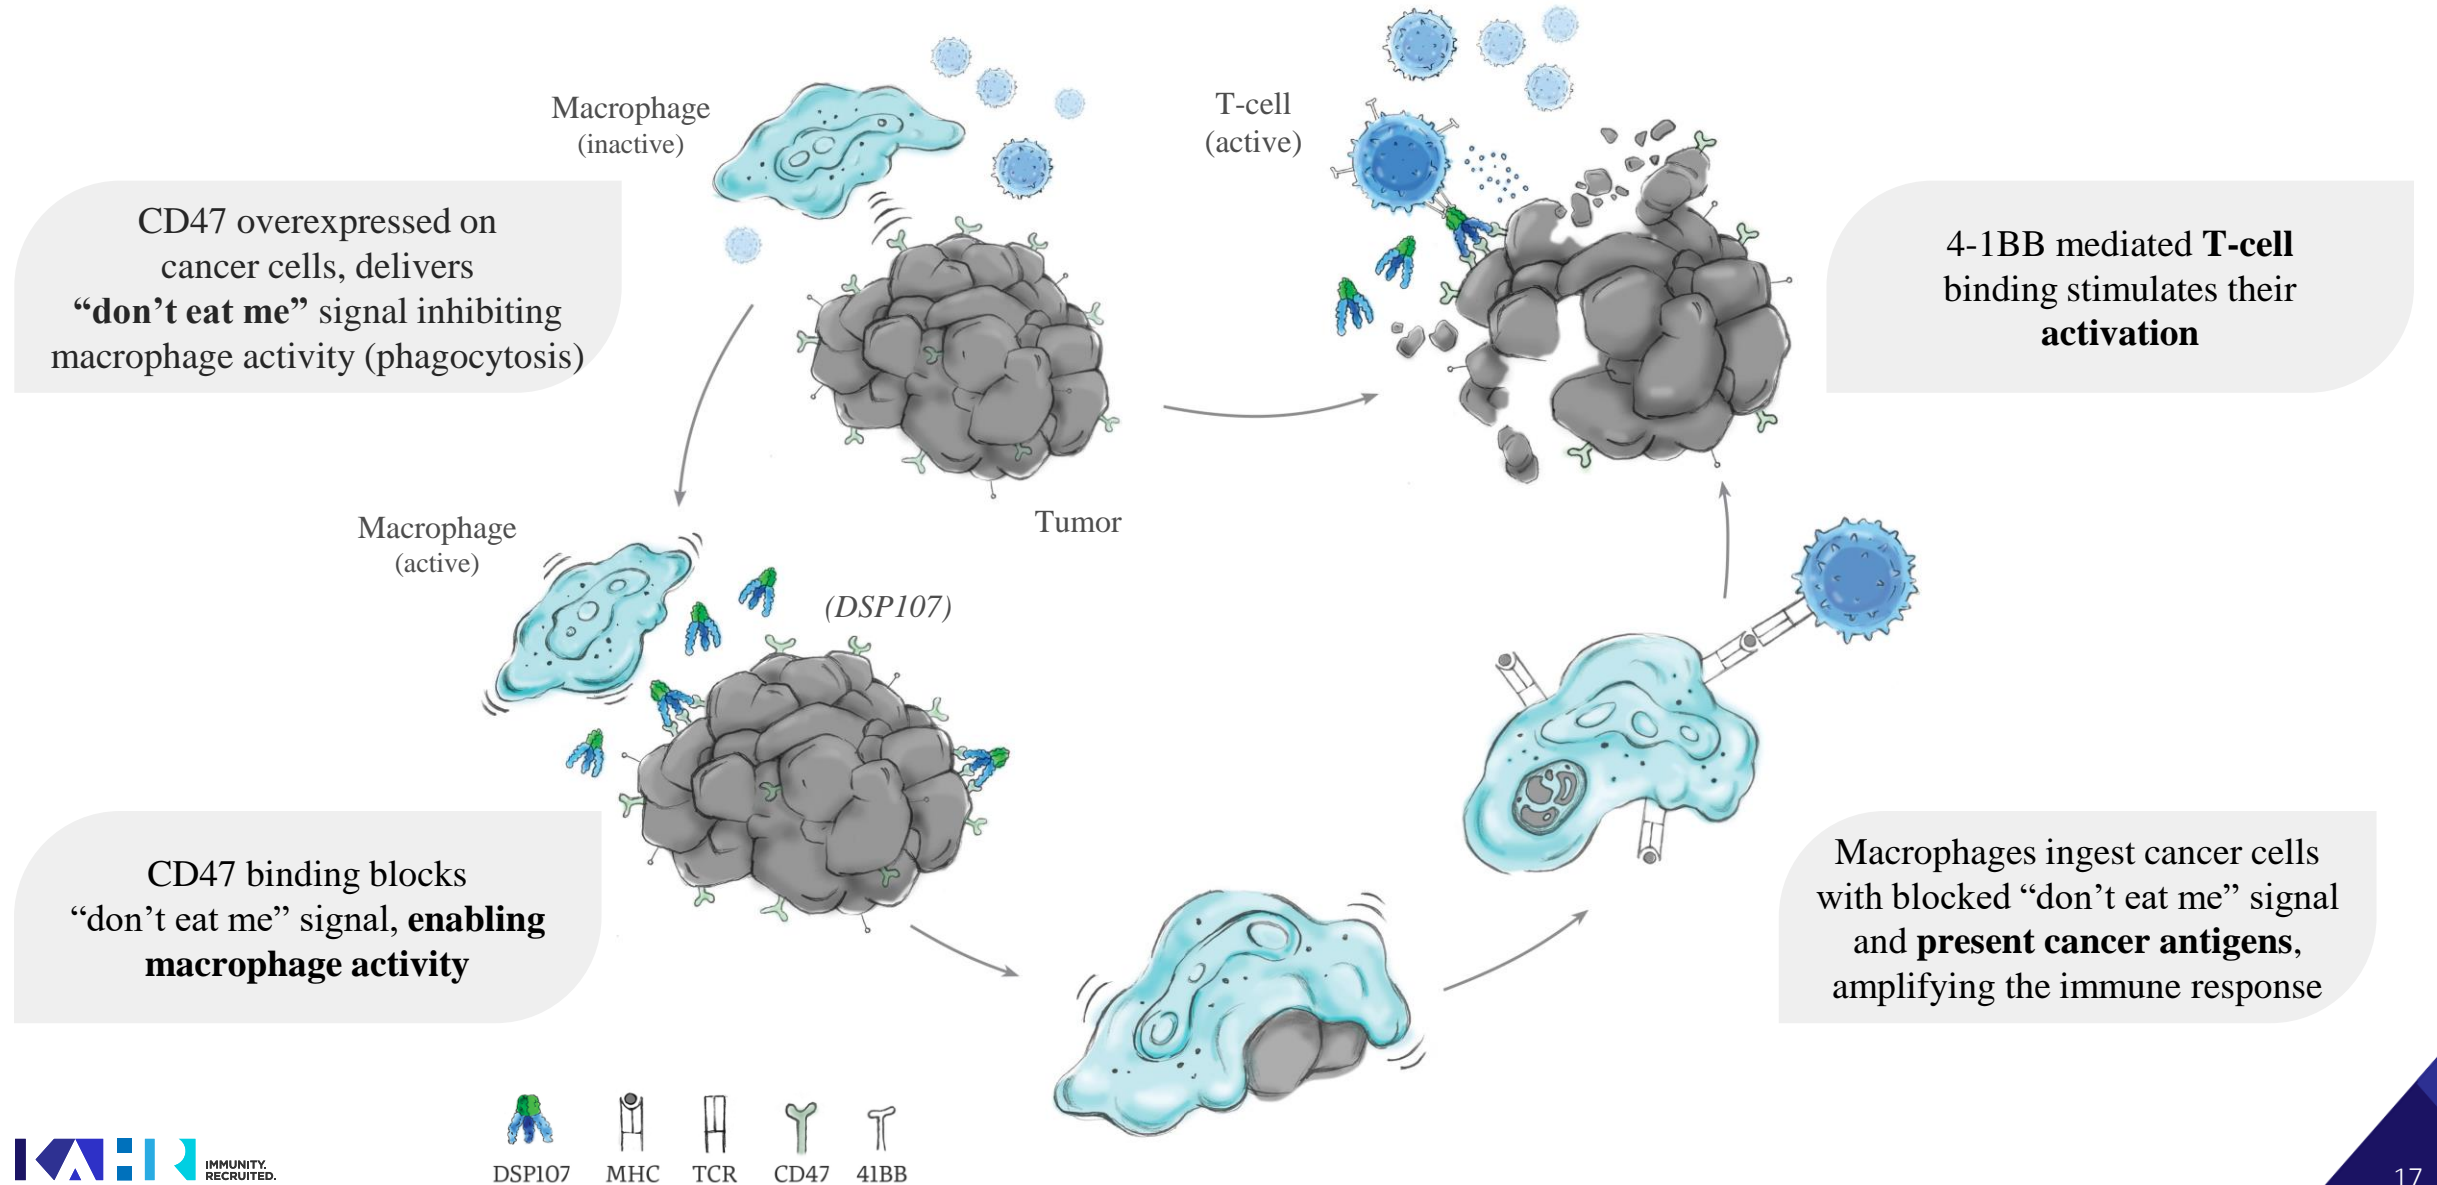 Macrophage
(inactive)
T-cell
(active)
CD47 overexpressed on
cancer cells, delivers
“don’t eat me” signal inhibiting
macrophage activity (phagocytosis)
4-1BB mediated T-cell
binding stimulates their
activation
Tumor
Macrophage
(active)
(DSP107)
CD47 binding blocks
“don’t eat me” signal, enabling
macrophage activity
Macrophages ingest cancer cells
with blocked “don’t eat me” signal
and present cancer antigens,
amplifying the immune response
KAHR
IMMUNITY.
RECRUITED.
DSP107 MHC TCR CD47 41BB
17